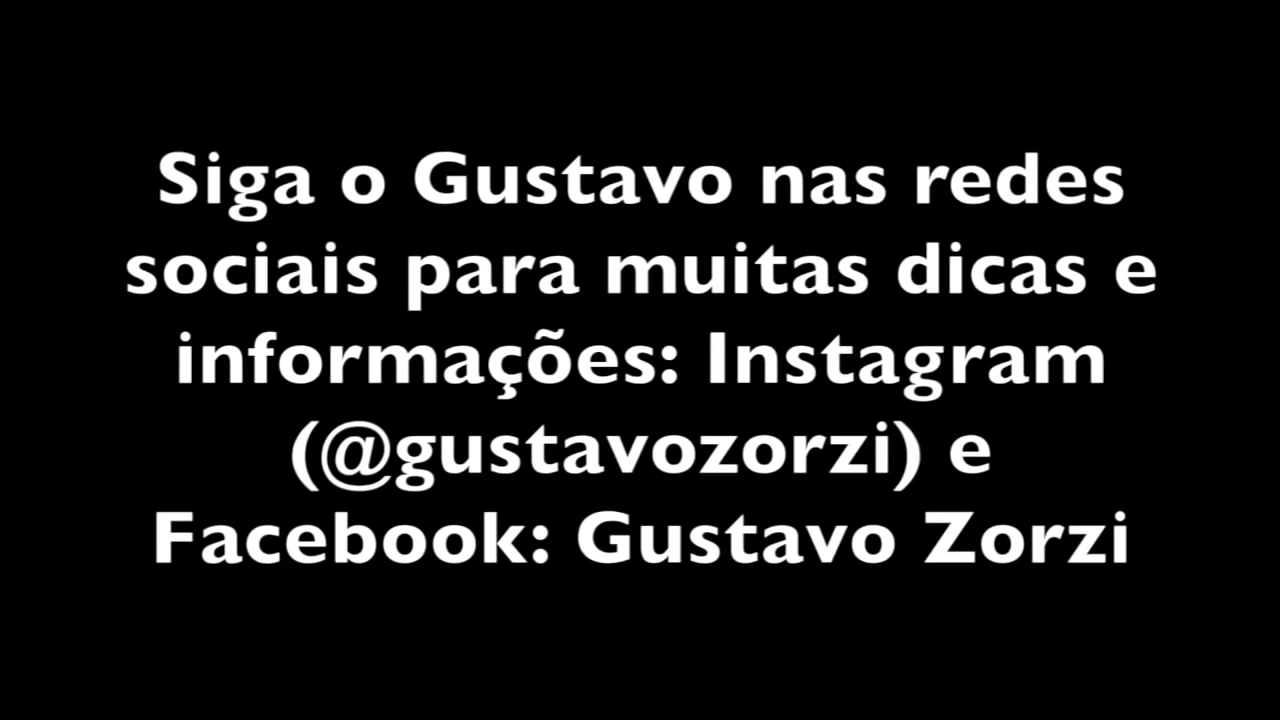 Siga o Gustavo nas redes
sociais para muitas dicas e
informações: Instagram
(@gustavozorzi) e
Facebook: Gustavo Zorzi